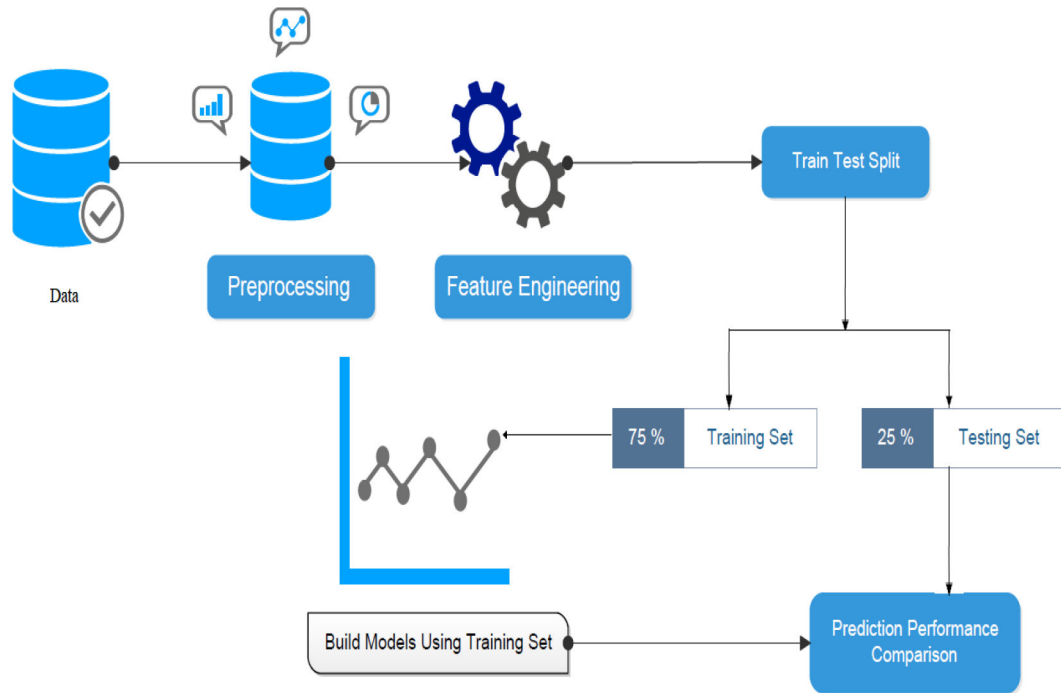 Train Test Split
Data
Preprocessing
Feature Engineering
75 %
Training Set
25 %
Testing Set
Build Models Using Training Set
Prediction Performance
Comparison